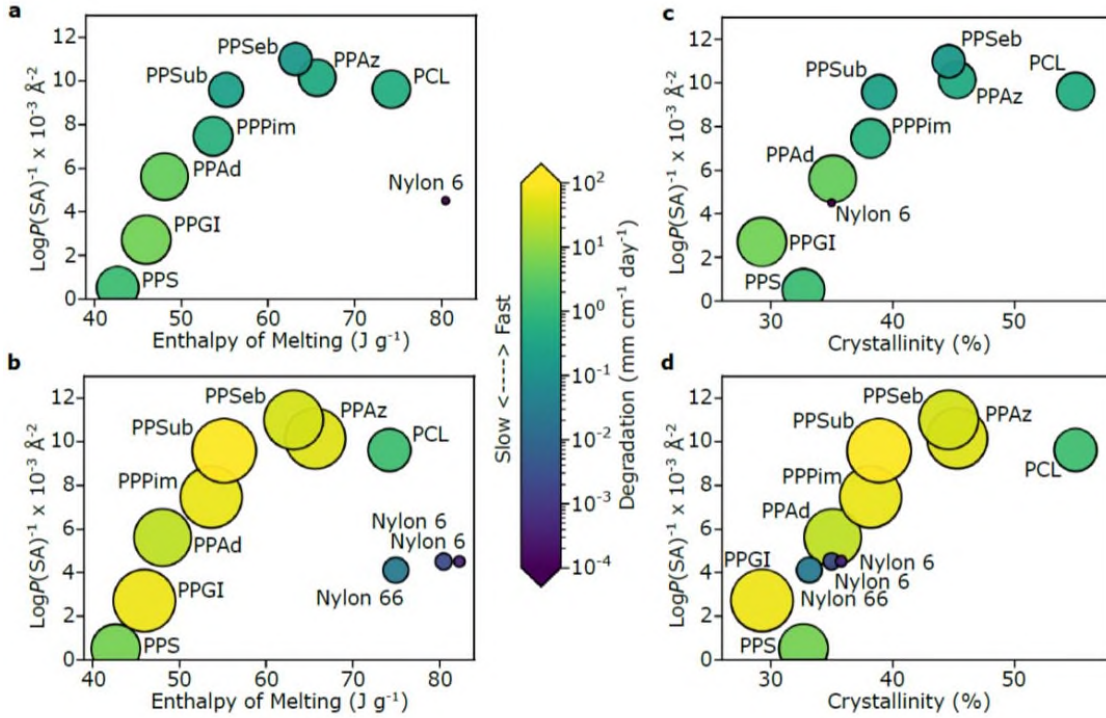 a
LogP(SA)⁻¹ x 10⁻³ Å⁻²
12
10
8
6
4
2
0
PPSeb
PPAz
PPSub
PCL
PPPim
PPAd
Nylon 6
PPGI
PPS
40 50 60 70 80
Enthalpy of Melting (J g⁻¹)
c
LogP(SA)⁻¹ x 10⁻³ Å⁻²
12
10
8
6
4
2
0
PPSeb
PCL
PPSub
PPAz
PPPim
PPAd
Nylon 6
PPGI
PPS
30 40 50
Crystallinity (%)
Slow <----> Fast
10²
10¹
10⁰
10⁻¹
10⁻²
10⁻³
10⁻⁴
Degradation (mm cm⁻¹ day⁻¹)
b
LogP(SA)⁻¹ x 10⁻³ Å⁻²
12
10
8
6
4
2
0
PPSeb
PPAz
PPSub
PCL
PPPim
Nylon 6
Nylon 6
PPAd
PPGI
Nylon 66
PPS
40 50 60 70 80
Enthalpy of Melting (J g⁻¹)
d
LogP(SA)⁻¹ x 10⁻³ Å⁻²
12
10
8
6
4
2
0
PPSeb
PPAz
PPSub
PCL
PPPim
PPAd
PPGI
Nylon 6
Nylon 6
Nylon 66
PPS
30 40 50
Crystallinity (%)